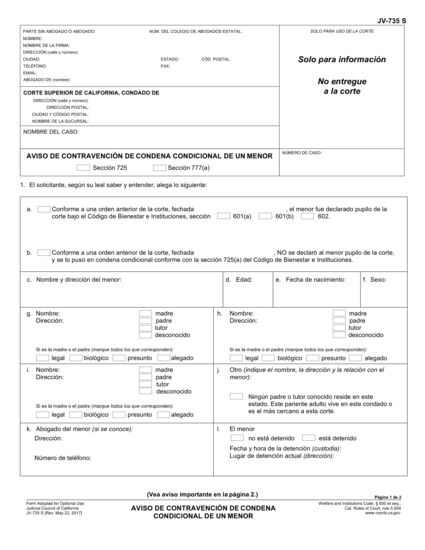 JV-735 S
PARTE SIN ABOGADO O ABOGADO:
NÚM. DEL COLEGIO DE ABOGADOS ESTATAL:
NOMBRE:
NOMBRE DE LA FIRMA:
DIRECCIÓN (calle y número):
CIUDAD:
ESTADO:
CÓD. POSTAL:
TELÉFONO:
FAX:
EMAIL:
ABOGADO DE (nombre):
SOLO PARA USO DE LA CORTE
Solo para información
No entregue
a la corte
CORTE SUPERIOR DE CALIFORNIA, CONDADO DE
DIRECCIÓN (calle y número):
DIRECCIÓN POSTAL:
CIUDAD Y CÓDIGO POSTAL:
NOMBRE DE LA SUCURSAL:
NOMBRE DEL CASO:
AVISO DE CONTRAVENCIÓN DE CONDENA CONDICIONAL DE UN MENOR
Sección 725 Sección 777(a)
NÚMERO DE CASO:
1. El solicitante, según su leal saber y entender, alega lo siguiente:
a. Conforme a una orden anterior de la corte, fechada , el menor fue declarado pupilo de la
corte bajo el Código de Bienestar e Instituciones, sección 601(a) 601(b) 602.
b. Conforme a una orden anterior de la corte, fechada , NO se declaró al menor pupilo de la corte,
y se lo puso en condena condicional conforme con la sección 725(a) del Código de Bienestar e Instituciones.
c. Nombre y dirección del menor:
d. Edad:
e. Fecha de nacimiento:
f. Sexo:
g. Nombre: madre
Dirección: padre
tutor
desconocido
Si es la madre o el padre (marque todos los que correspondan):
legal biológico presunto alegado
h. Nombre: madre
Dirección: padre
tutor
desconocido
Si es la madre o el padre (marque todos los que correspondan):
legal biológico presunto alegado
i. Nombre: madre
Dirección: padre
tutor
desconocido
Si es la madre o el padre (marque todos los que correspondan):
legal biológico presunto alegado
j. Otro (indique el nombre, la dirección y la relación con el
menor):
Ningún padre o tutor conocido reside en este
estado. Este pariente adulto vive en este condado o
es el más cercano a esta corte.
k. Abogado del menor (si se conoce):
Dirección:
Número de teléfono:
l. El menor
no está detenido está detenido
Fecha y hora de la detención (custodia):
Lugar de detención actual (dirección):
(Vea aviso importante en la página 2.)
Página 1 de 2
Form Adopted for Optional Use
Judicial Council of California
JV-735 S [Rev. May 22, 2017]
AVISO DE CONTRAVENCIÓN DE CONDENA
CONDICIONAL DE UN MENOR
Welfare and Institutions Code, § 600 et seq.;
Cal. Rules of Court, rule 5.504
www.courts.ca.gov